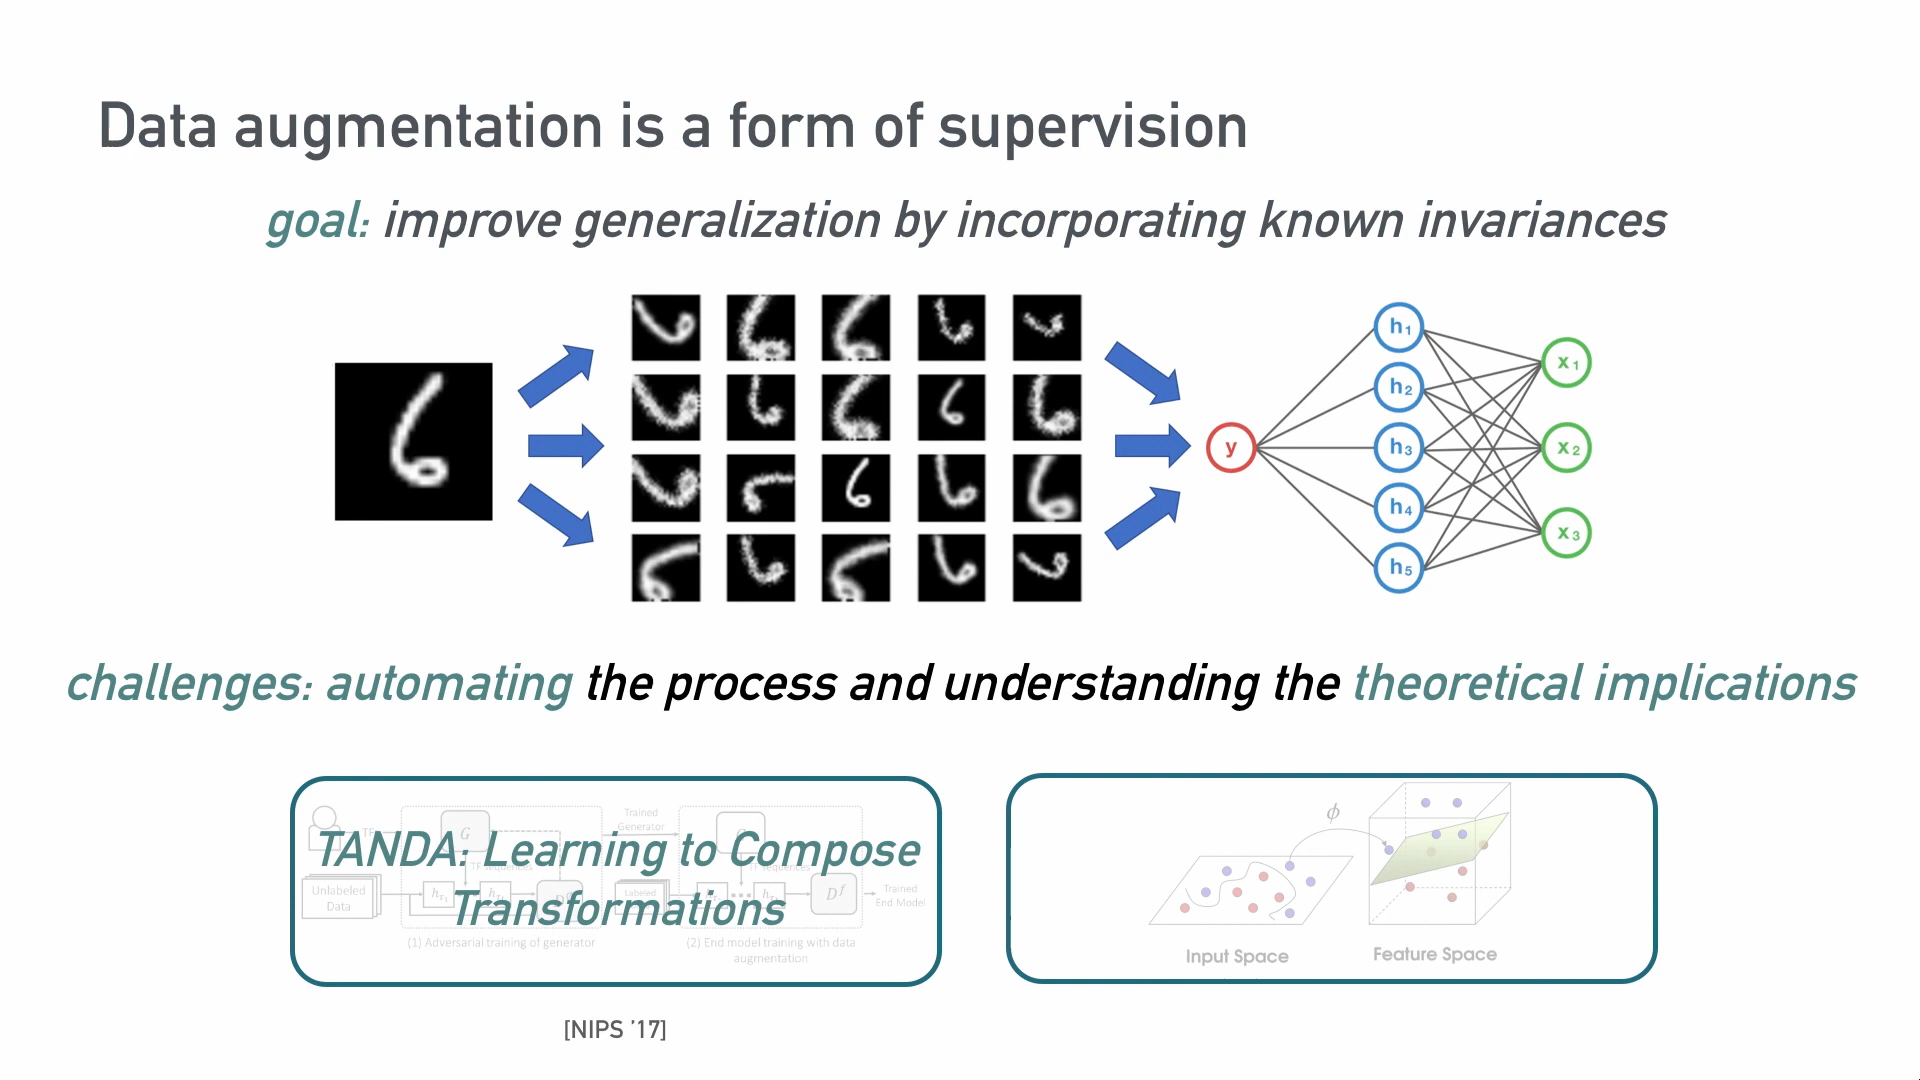 Data augmentation is a form of supervision
goal: improve generalization by incorporating known invariances
y
h1
h2
h3
h4
h5
x1
x2
x3
challenges: automating the process and understanding the theoretical implications
TANDA: Learning to Compose
Transformations
TF
G
Trained
Generator
TF sequences
Unlabeled
Data
Labeled
D^f
Trained
End Model
(1) Adversarial training of generator
(2) End model training with data
augmentation
[NIPS '17]
ϕ
Input Space
Feature Space